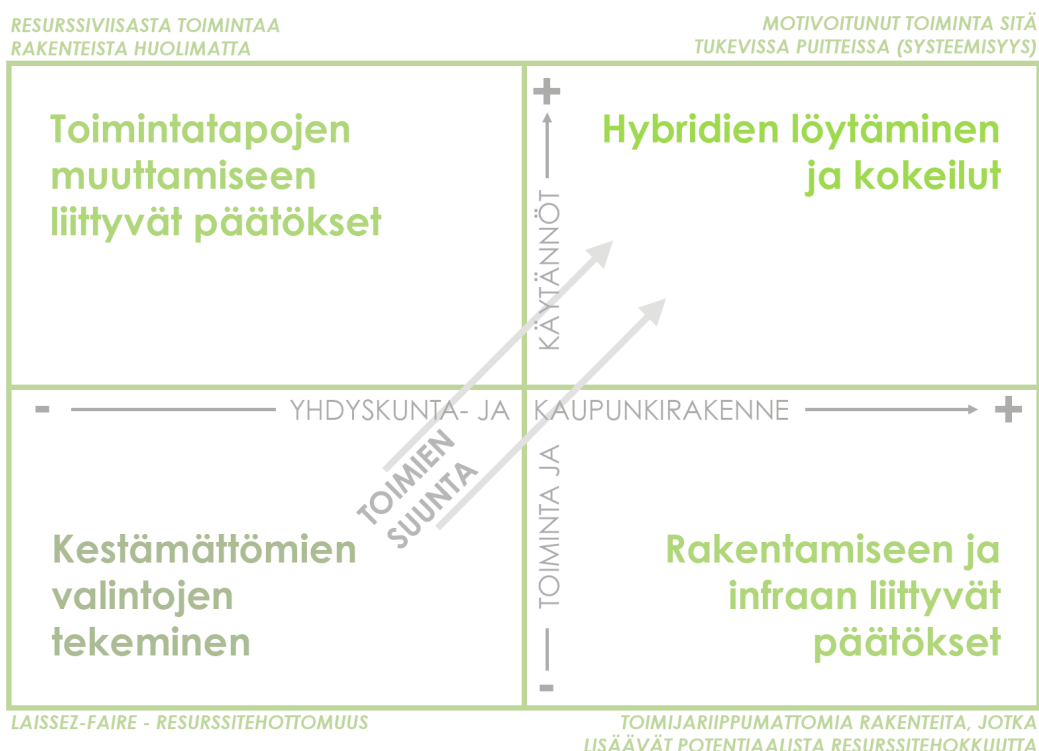 RESURSSIVIISASTA TOIMINTAA
RAKENTEISTA HUOLIMATTA
MOTIVOITUNUT TOIMINTA SITÄ
TUKEVISSA PUITTEISSA (SYSTEEMISYYS)
Toimintatapojen
muuttamiseen
liittyvät päätökset
+
KÄYTÄNNÖT
Hybridien löytäminen
ja kokeilut
- YHDYSKUNTA- JA KAUPUNKIRAKENNE +
TOIMIEN
SUUNTA
TOIMINTA JA
-
Kestämättömien
valintojen
tekeminen
Rakentamiseen ja
infraan liittyvät
päätökset
LAISSEZ-FAIRE - RESURSSITEHOTTOMUUS
TOIMIJARIIPPUMATTOMIA RAKENTEITA, JOTKA
LISÄÄVÄT POTENTIAALISTA RESURSSITEHOKKUUTTA